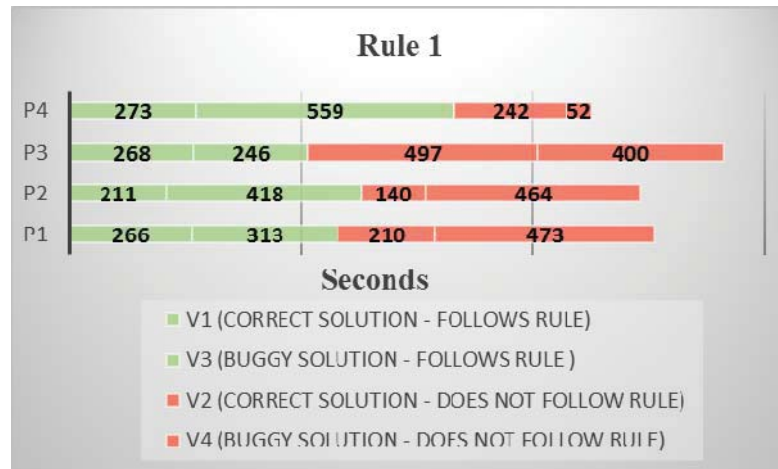 Rule 1
P4 273 559 242 52
P3 268 246 497 400
P2 211 418 140 464
P1 266 313 210 473
Seconds
V1 (CORRECT SOLUTION - FOLLOWS RULE)
V3 (BUGGY SOLUTION - FOLLOWS RULE )
V2 (CORRECT SOLUTION - DOES NOT FOLLOW RULE)
V4 (BUGGY SOLUTION - DOES NOT FOLLOW RULE)